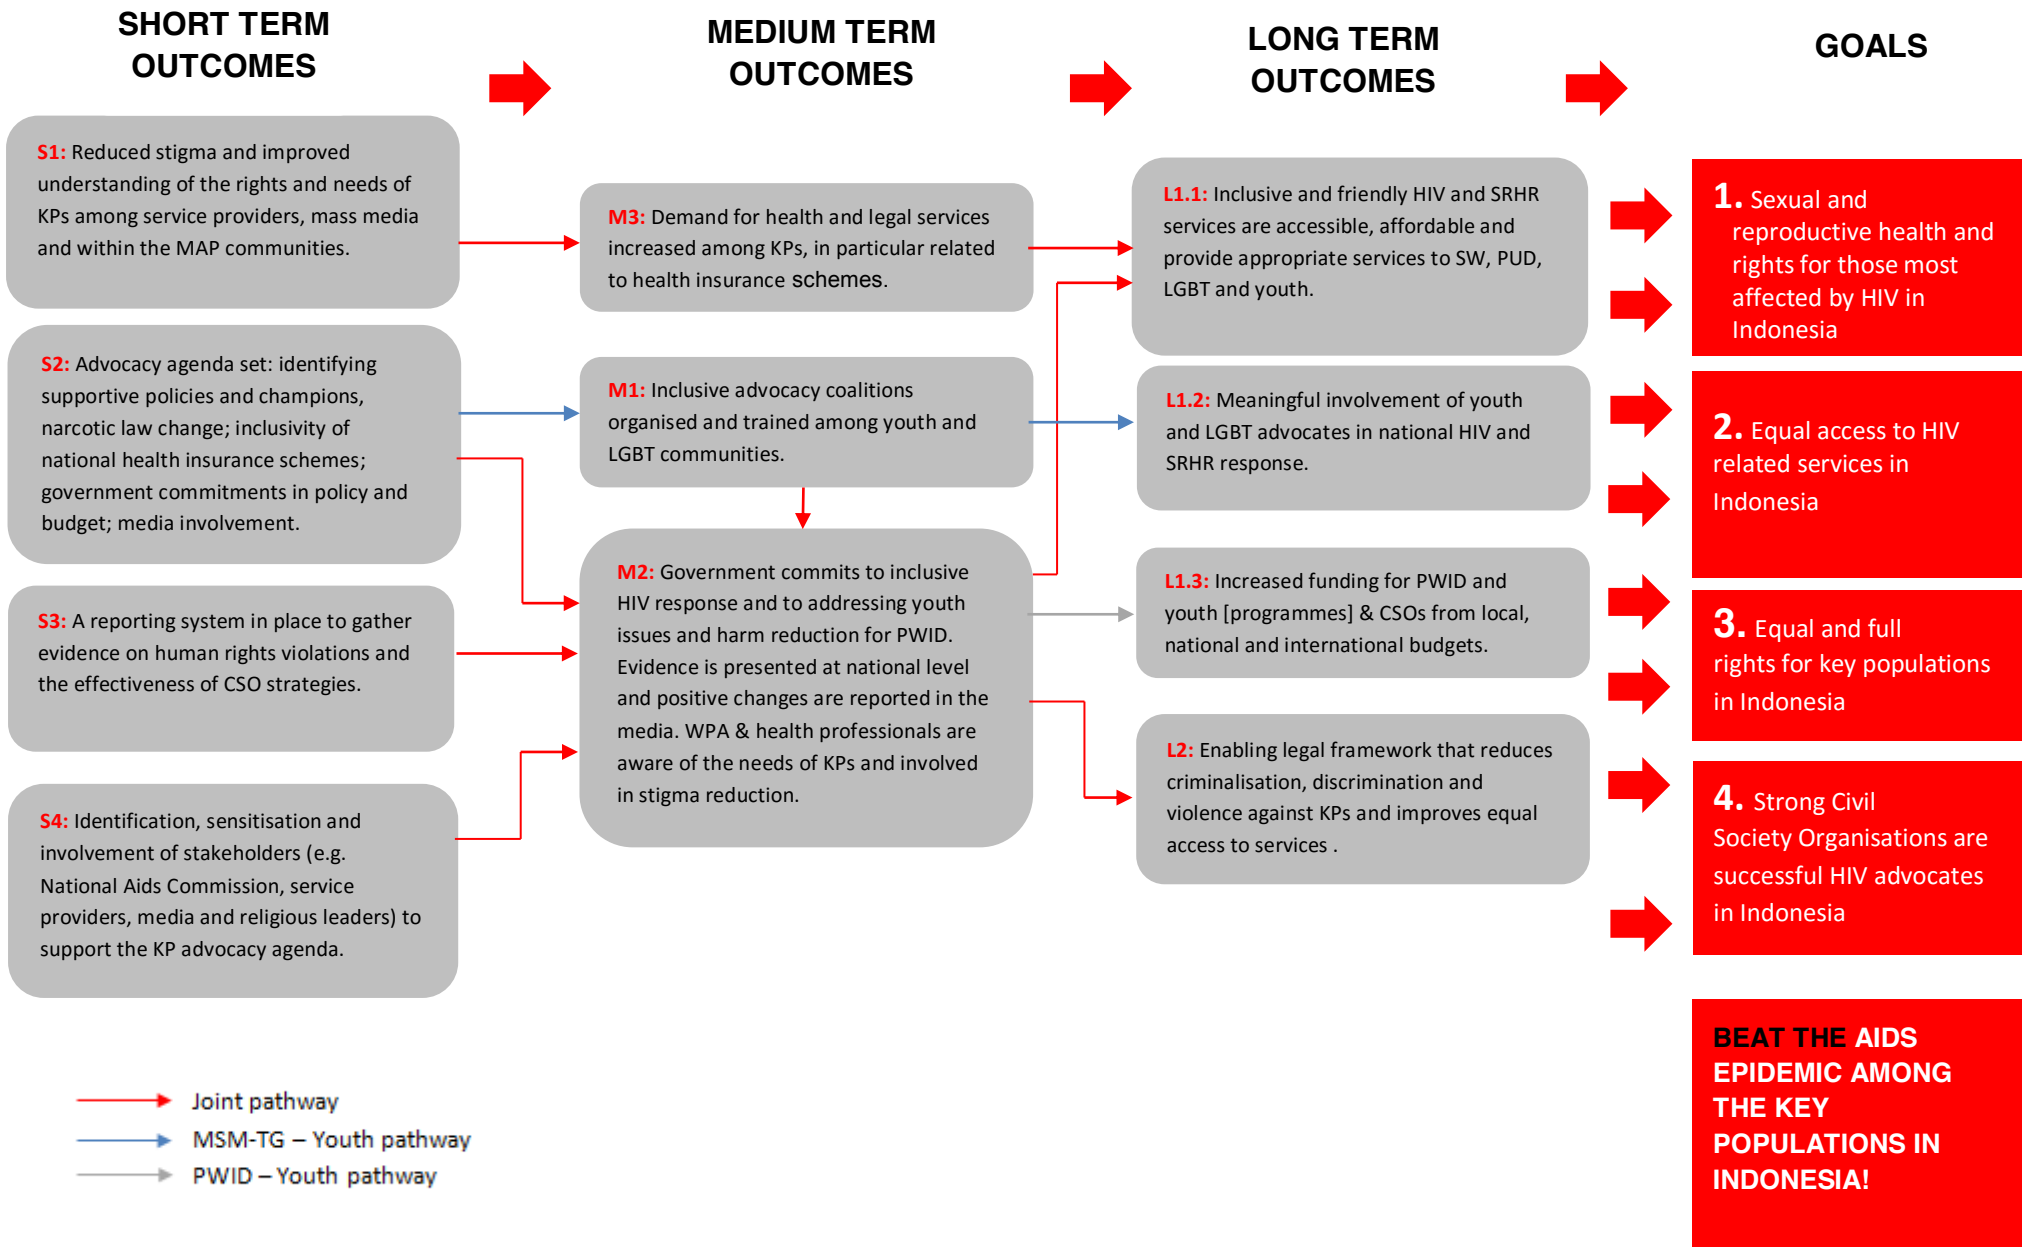 SHORT TERM
OUTCOMES
MEDIUM TERM
OUTCOMES
LONG TERM
OUTCOMES
GOALS
S1: Reduced stigma and improved
understanding of the rights and needs of
KPs among service providers, mass media
and within the MAP communities.
S2: Advocacy agenda set: identifying
supportive policies and champions,
narcotic law change; inclusivity of
national health insurance schemes;
government commitments in policy and
budget; media involvement.
S3: A reporting system in place to gather
evidence on human rights violations and
the effectiveness of CSO strategies.
S4: Identification, sensitisation and
involvement of stakeholders (e.g.
National Aids Commission, service
providers, media and religious leaders) to
support the KP advocacy agenda.
M3: Demand for health and legal services
increased among KPs, in particular related
to health insurance schemes.
M1: Inclusive advocacy coalitions
organised and trained among youth and
LGBT communities.
M2: Government commits to inclusive
HIV response and to addressing youth
issues and harm reduction for PWID.
Evidence is presented at national level
and positive changes are reported in the
media. WPA & health professionals are
aware of the needs of KPs and involved
in stigma reduction.
L1.1: Inclusive and friendly HIV and SRHR
services are accessible, affordable and
provide appropriate services to SW, PUD,
LGBT and youth.
L1.2: Meaningful involvement of youth
and LGBT advocates in national HIV and
SRHR response.
L1.3: Increased funding for PWID and
youth [programmes] & CSOs from local,
national and international budgets.
L2: Enabling legal framework that reduces
criminalisation, discrimination and
violence against KPs and improves equal
access to services .
1. Sexual and
reproductive health and
rights for those most
affected by HIV in
Indonesia
2. Equal access to HIV
related services in
Indonesia
3. Equal and full
rights for key populations
in Indonesia
4. Strong Civil
Society Organisations are
successful HIV advocates
in Indonesia
BEAT THE AIDS
EPIDEMIC AMONG
THE KEY
POPULATIONS IN
INDONESIA!
Joint pathway
MSM-TG – Youth pathway
PWID – Youth pathway